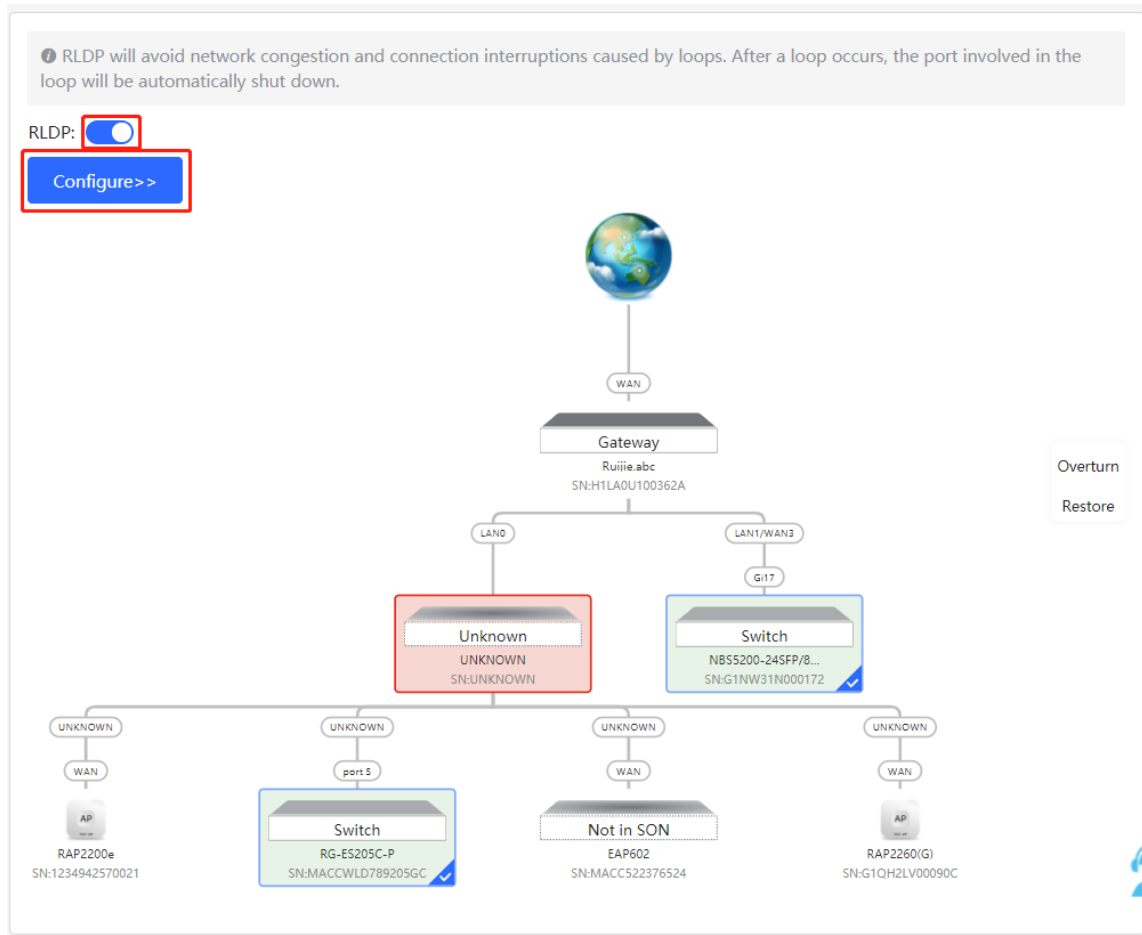 RLDP will avoid network congestion and connection interruptions caused by loops. After a loop occurs, the port involved in the
loop will be automatically shut down.
RLDP:
Configure>>
WAN
Gateway
Ruijie.abc
SN:H1LA0U100362A
Overturn
Restore
LAN0
LAN1/WAN3
Gi17
Unknown
UNKNOWN
SN:UNKNOWN
Switch
NBS5200-24SFP/8...
SN:G1NW31N000172
UNKNOWN
UNKNOWN
UNKNOWN
UNKNOWN
WAN
port 5
WAN
WAN
AP
AP
Switch
Not in SON
RAP2200e
RG-ES205C-P
EAP602
RAP2260(G)
SN:1234942570021
SN:MACCWLD789205GC
SN:MACC522376524
SN:G1QH2LV00090C